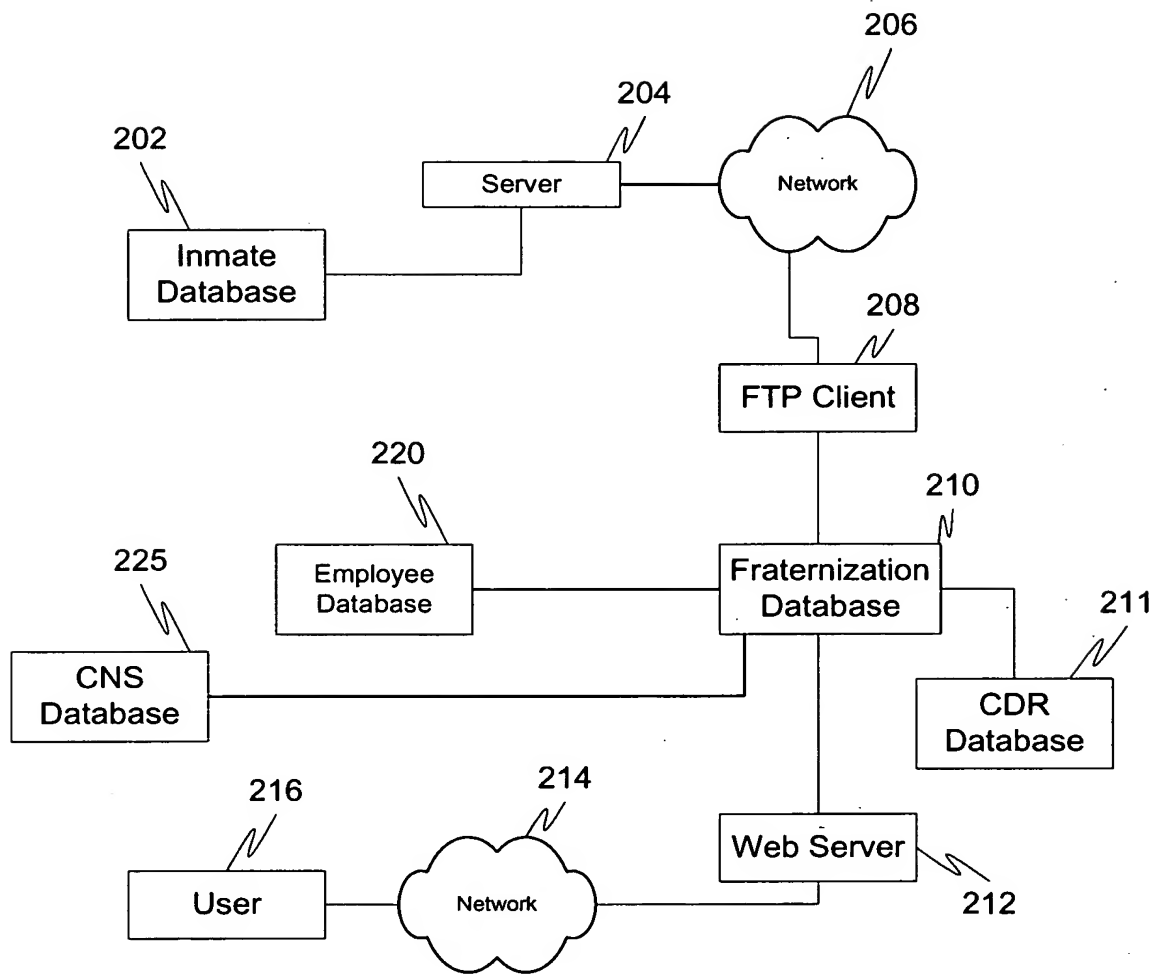 206
204
202
Server
Network
Inmate
Database
208
FTP Client
220
210
Employee
Database
Fraternization
Database
225
211
CNS
Database
CDR
Database
216
214
Web Server
User
Network
212